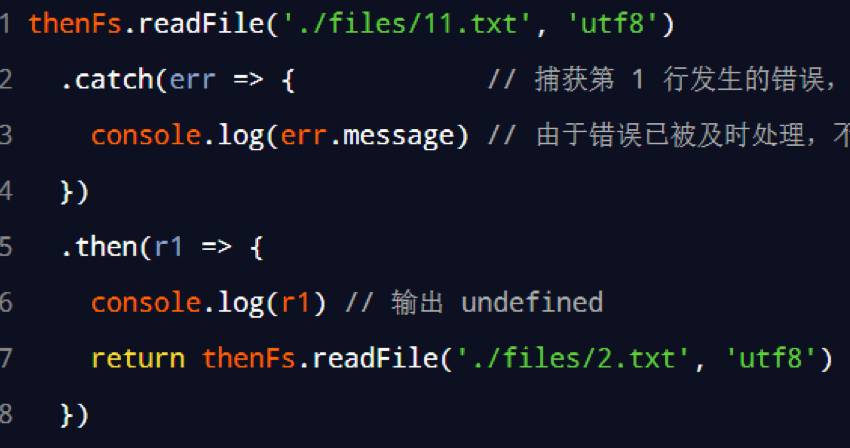 1 thenFs.readFile('./files/11.txt', 'utf8')
2   .catch(err => {           // 捕获第 1 行发生的错误，
3     console.log(err.message) // 由于错误已被及时处理，不
4   })
5   .then(r1 => {
6     console.log(r1) // 输出 undefined
7     return thenFs.readFile('./files/2.txt', 'utf8')
8   })